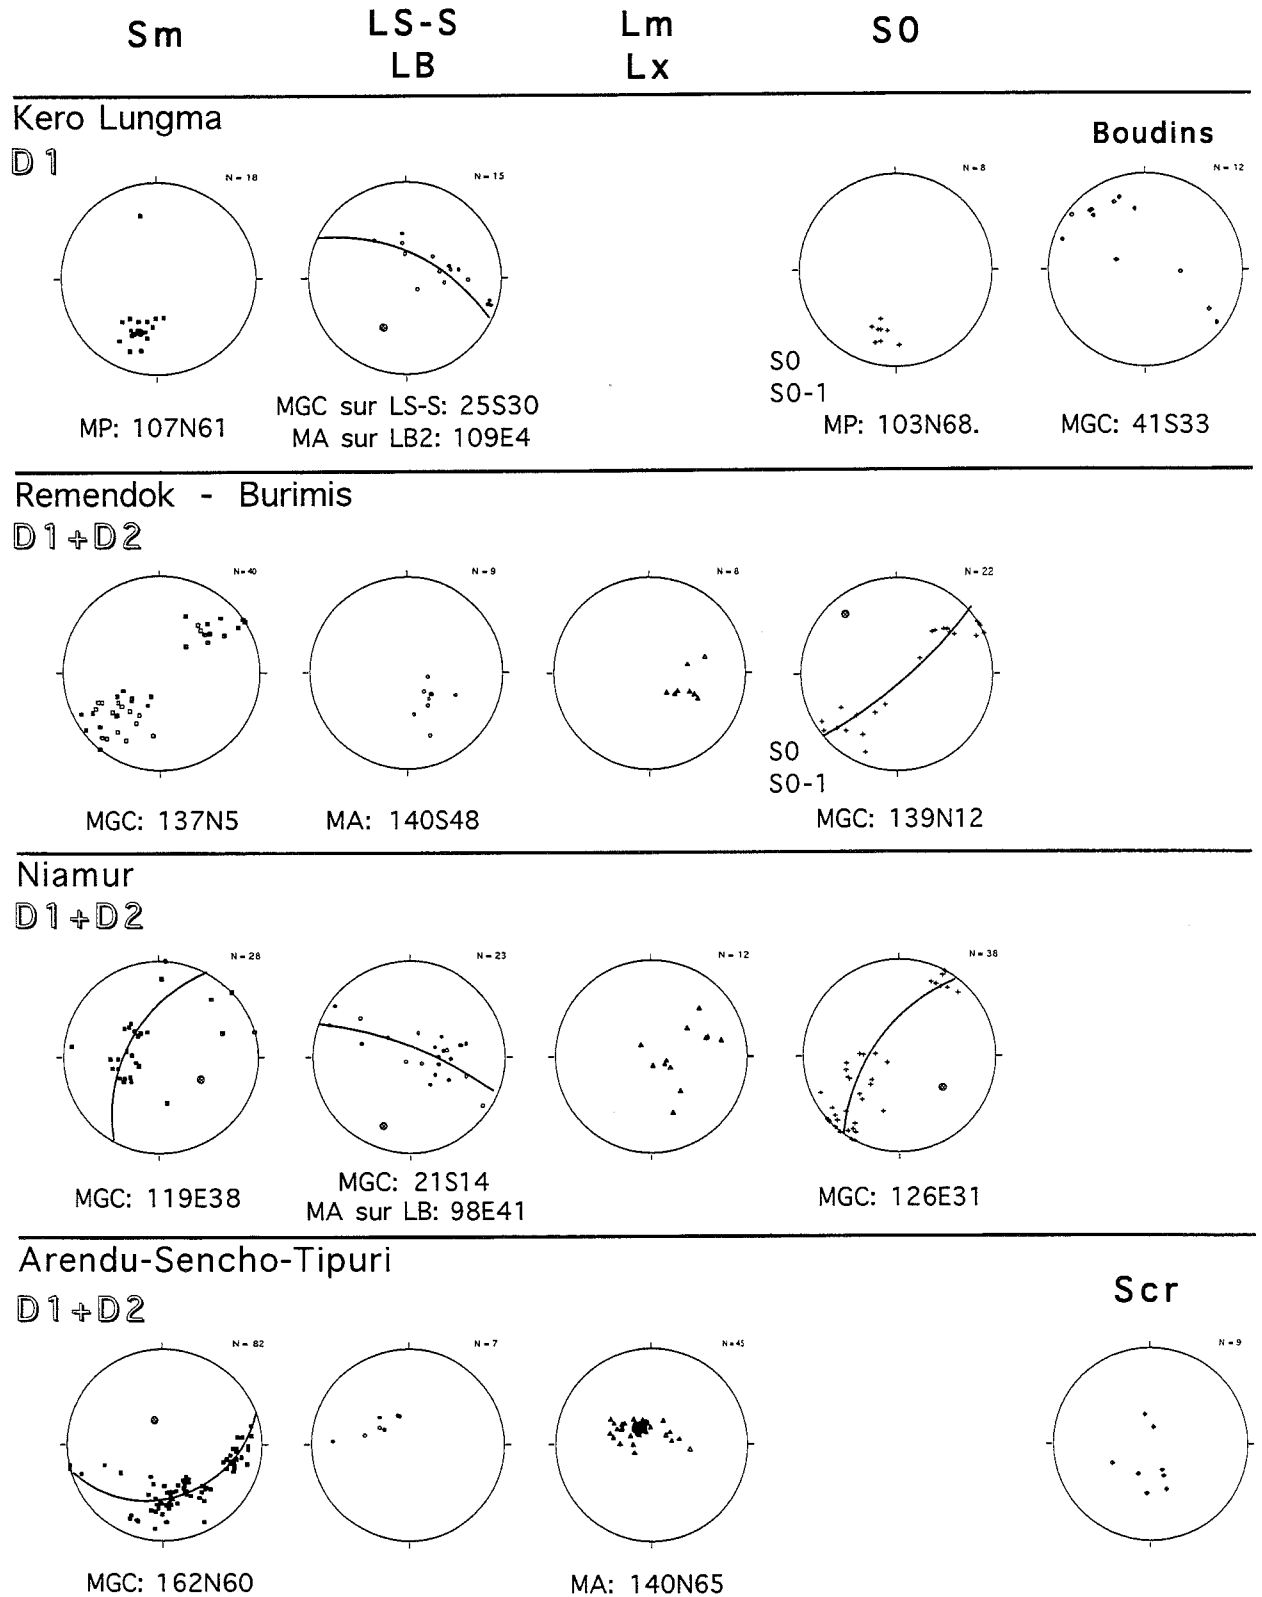 Sm LS-S Lm S0
LB Lx
Kero Lungma
Boudins
D1
N = 18 N = 15 N = 8 N = 12
S0
S0-1
MP: 107N61 MGC sur LS-S: 25S30 MP: 103N68. MGC: 41S33
MA sur LB2: 109E4
Remendok - Burimis
D1+D2
N = 40 N = 9 N = 8 N = 22
S0
S0-1
MGC: 137N5 MA: 140S48 MGC: 139N12
Niamur
D1+D2
N = 28 N = 23 N = 12 N = 38
MGC: 119E38 MGC: 21S14 MGC: 126E31
MA sur LB: 98E41
Arendu-Sencho-Tipuri
Scr
D1+D2
N = 82 N = 7 N = 45 N = 9
MGC: 162N60 MA: 140N65